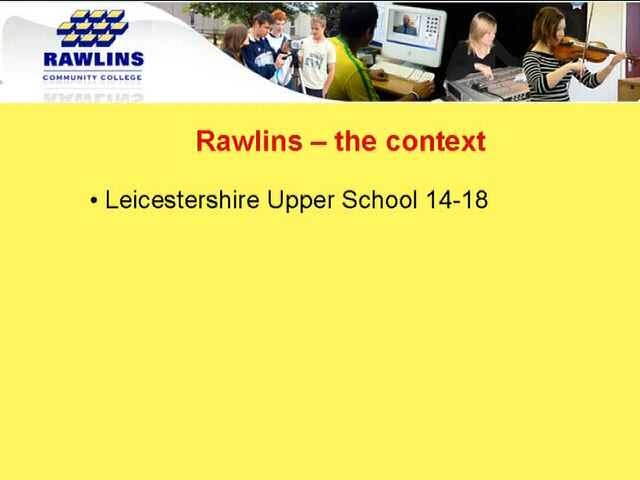 RAWLINS
COMMUNITY COLLEGE
Rawlins – the context
• Leicestershire Upper School 14-18